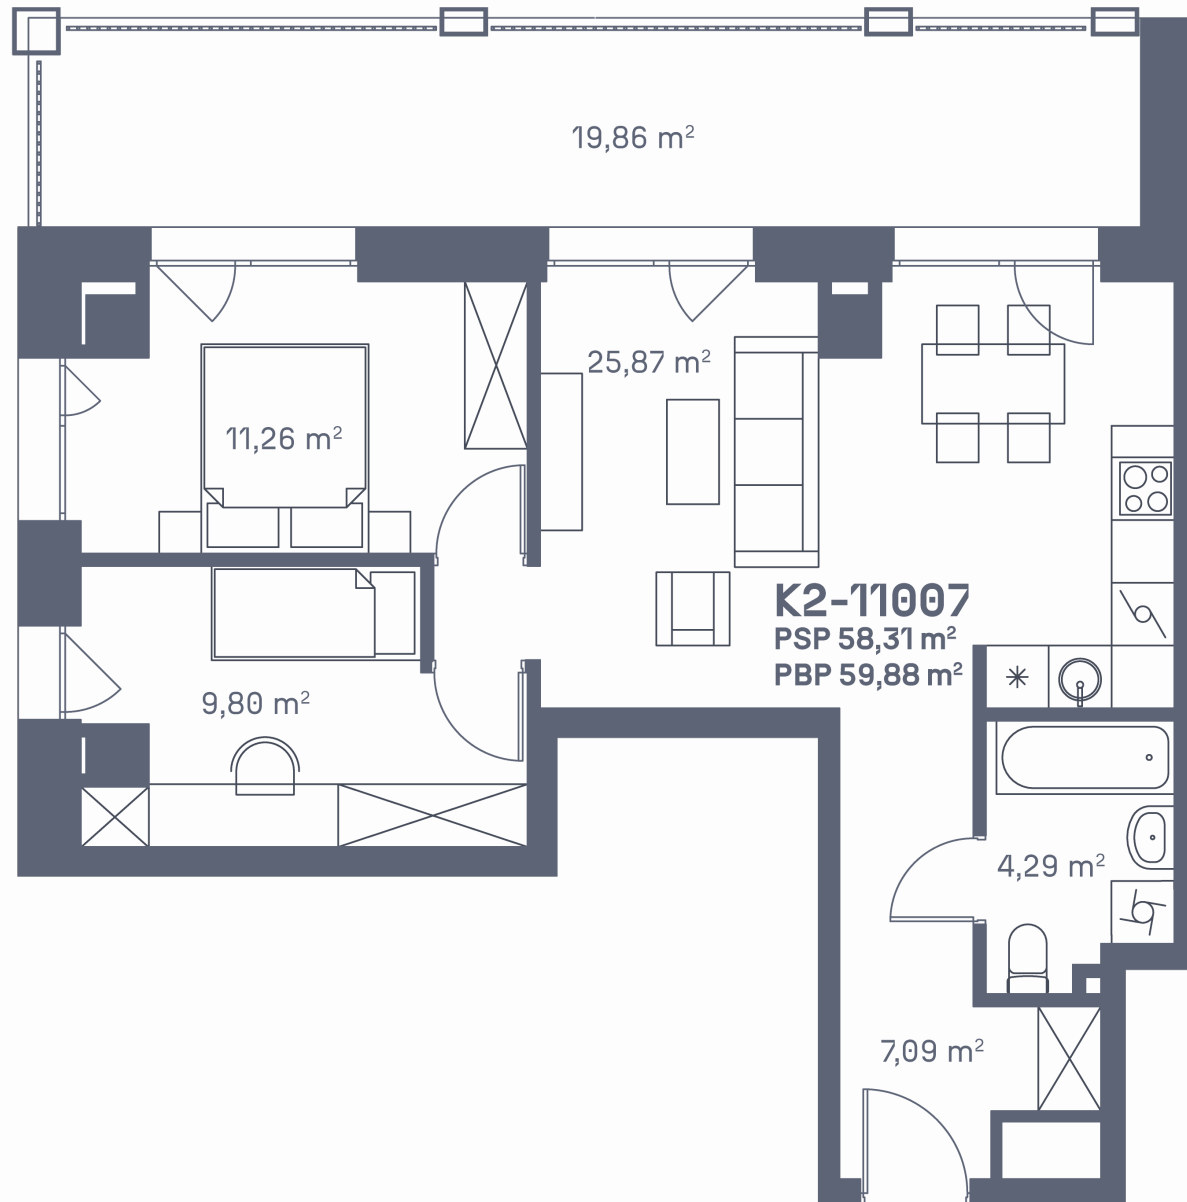 19,86 m²
25,87 m²
11,26 m²
K2-11007
PSP 58,31 m²
PBP 59,88 m²
9,80 m²
4,29 m²
7,09 m²